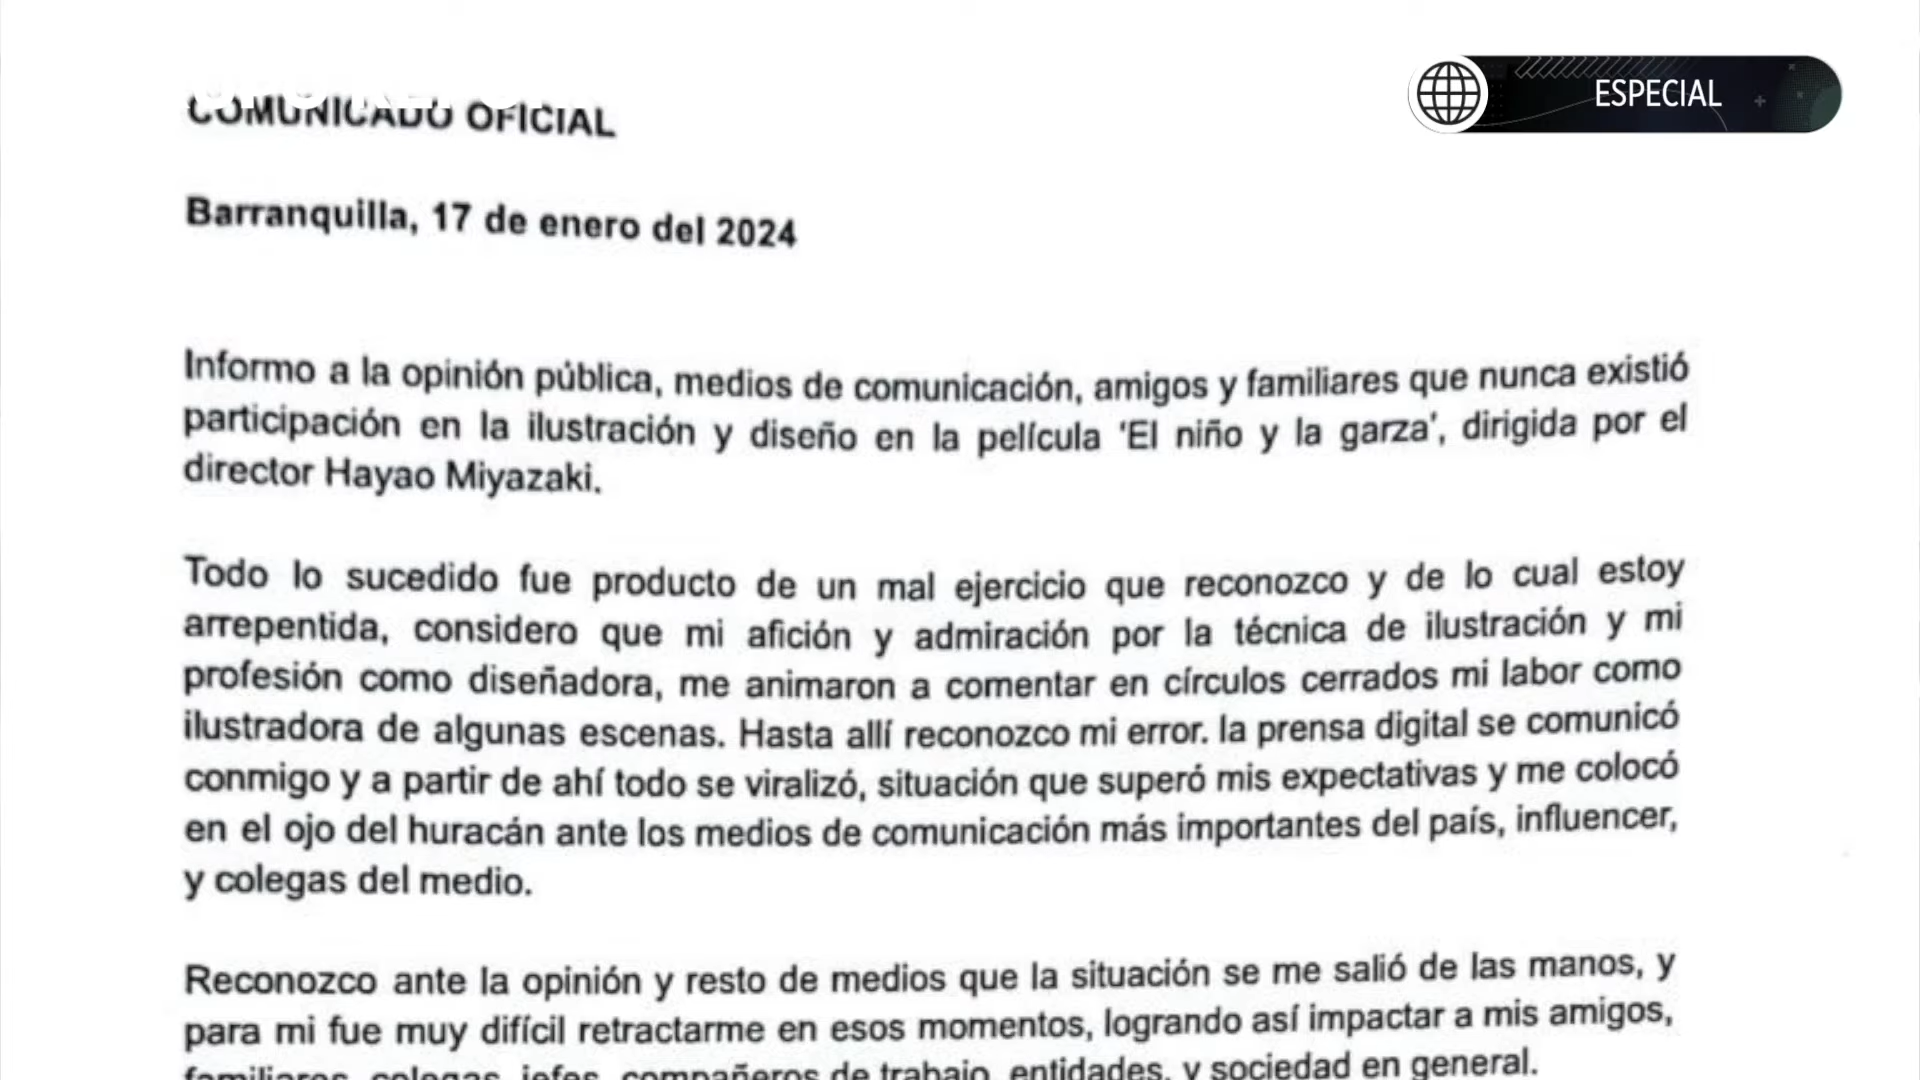 ESPECIAL
COMUNICADO OFICIAL
Barranquilla, 17 de enero del 2024
Informo a la opinión pública, medios de comunicación, amigos y familiares que nunca existió
participación en la ilustración y diseño en la película ‘El niño y la garza’, dirigida por el
director Hayao Miyazaki.
Todo lo sucedido fue producto de un mal ejercicio que reconozco y de lo cual estoy
arrepentida, considero que mi afición y admiración por la técnica de ilustración y mi
profesión como diseñadora, me animaron a comentar en círculos cerrados mi labor como
ilustradora de algunas escenas. Hasta allí reconozco mi error. la prensa digital se comunicó
conmigo y a partir de ahí todo se viralizó, situación que superó mis expectativas y me colocó
en el ojo del huracán ante los medios de comunicación más importantes del país, influencer,
y colegas del medio.
Reconozco ante la opinión y resto de medios que la situación se me salió de las manos, y
para mi fue muy difícil retractarme en esos momentos, logrando así impactar a mis amigos,
familiares, colegas, jefes, compañeros de trabajo, entidades, y sociedad en general.